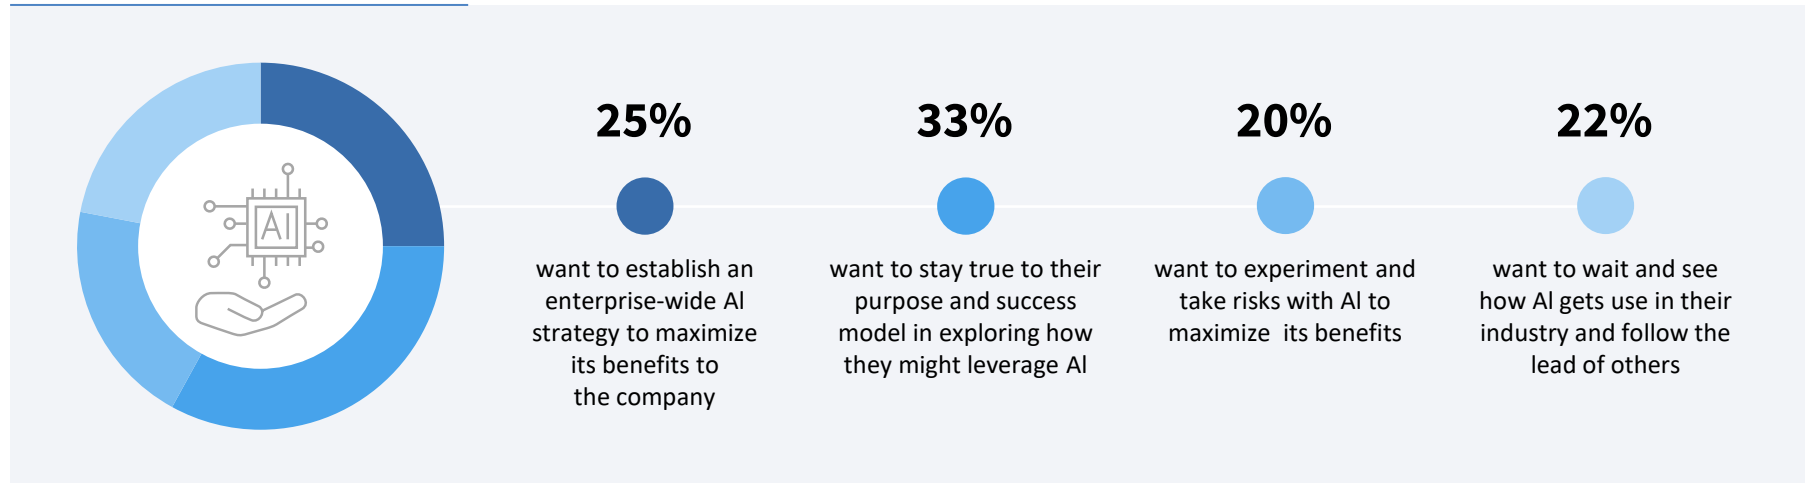 AI
25%
want to establish an
enterprise-wide AI
strategy to maximize
its benefits to
the company
33%
want to stay true to their
purpose and success
model in exploring how
they might leverage AI
20%
want to experiment and
take risks with AI to
maximize  its benefits
22%
want to wait and see
how AI gets use in their
industry and follow the
lead of others